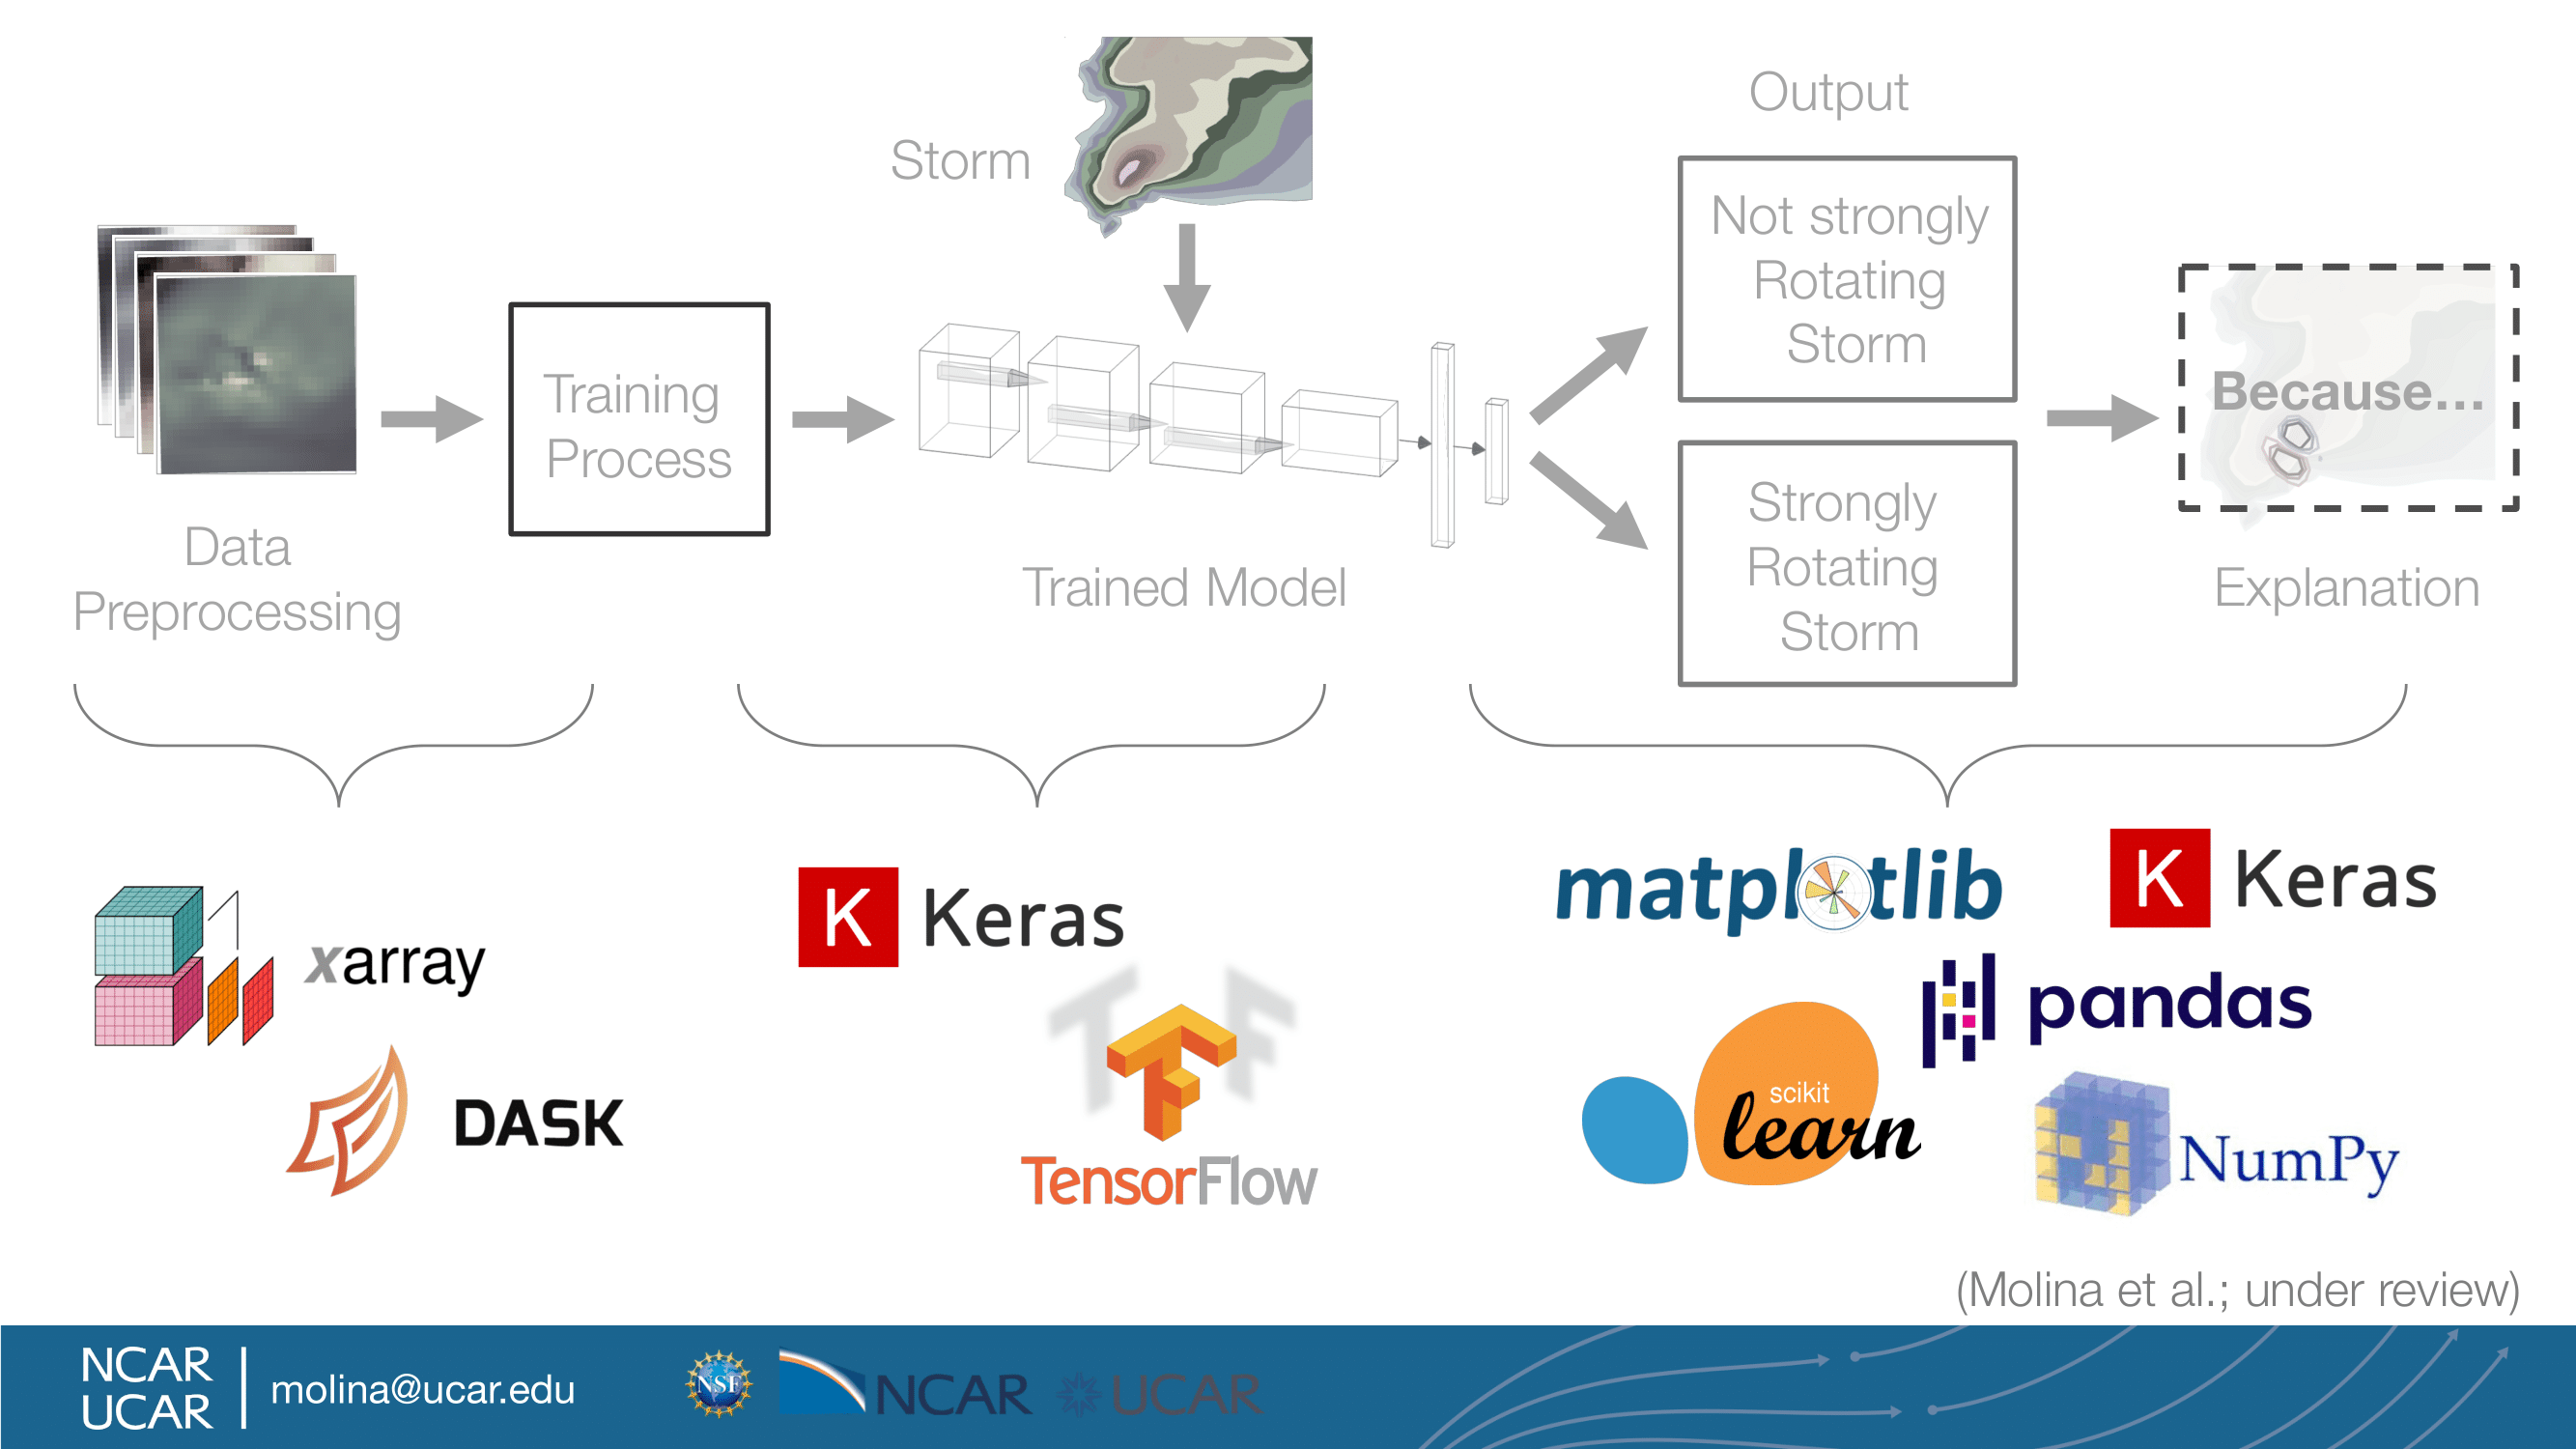 Output
Storm
Not strongly
Rotating
Storm
Training
Process
Because...
Strongly
Rotating
Storm
Data
Preprocessing
Trained Model
Explanation
xarray
DASK
K Keras
TensorFlow
matplotlib
K Keras
pandas
scikit
learn
NumPy
(Molina et al.; under review)
NCAR
UCAR
molina@ucar.edu
NSF
NCAR
UCAR